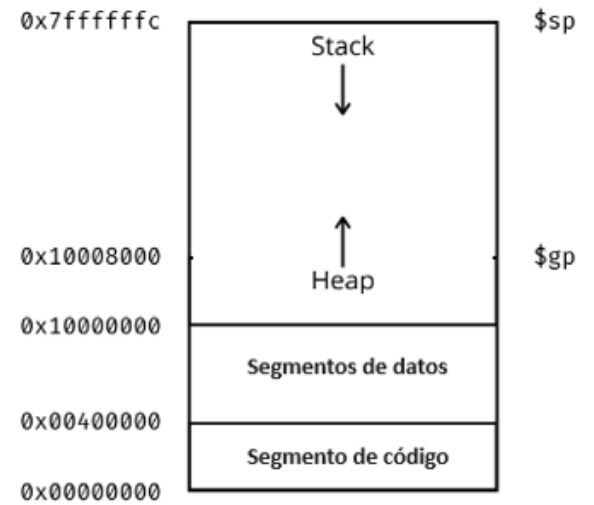 0x7ffffffc $sp
Stack
0x10008000 $gp
Heap
0x10000000
Segmentos de datos
0x00400000
Segmento de código
0x00000000